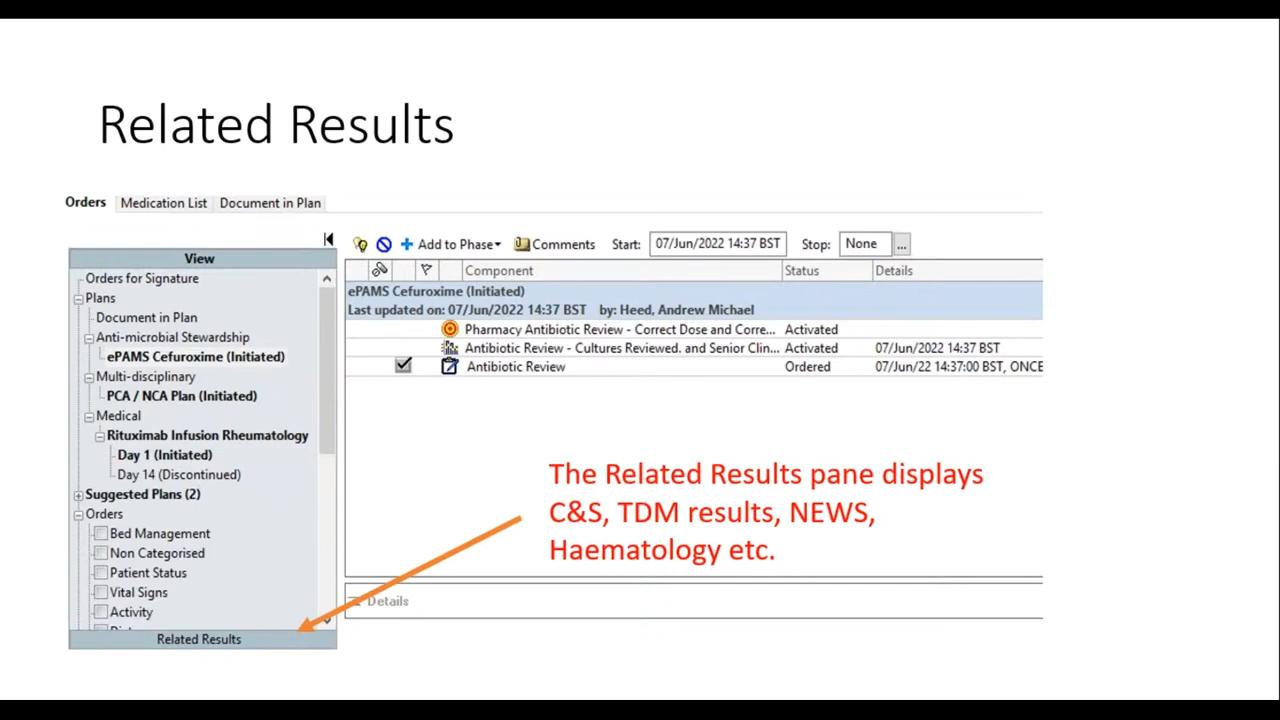 Related Results
Orders Medication List Document in Plan
View
Orders for Signature
Plans
Document in Plan
Anti-microbial Stewardship
ePAMS Cefuroxime (Initiated)
Multi-disciplinary
PCA / NCA Plan (Initiated)
Medical
Rituximab Infusion Rheumatology
Day 1 (Initiated)
Day 14 (Discontinued)
Suggested Plans (2)
Orders
Bed Management
Non Categorised
Patient Status
Vital Signs
Activity
Related Results
Add to Phase Comments Start: 07/Jun/2022 14:37 BST Stop: None ...
Component Status Details
ePAMS Cefuroxime (Initiated)
Last updated on: 07/Jun/2022 14:37 BST by: Heed, Andrew Michael
Pharmacy Antibiotic Review - Correct Dose and Corre... Activated
Antibiotic Review - Cultures Reviewed. and Senior Clin... Activated 07/Jun/2022 14:37 BST
Antibiotic Review Ordered 07/Jun/22 14:37:00 BST, ONCE
The Related Results pane displays
C&S, TDM results, NEWS,
Haematology etc.
Details